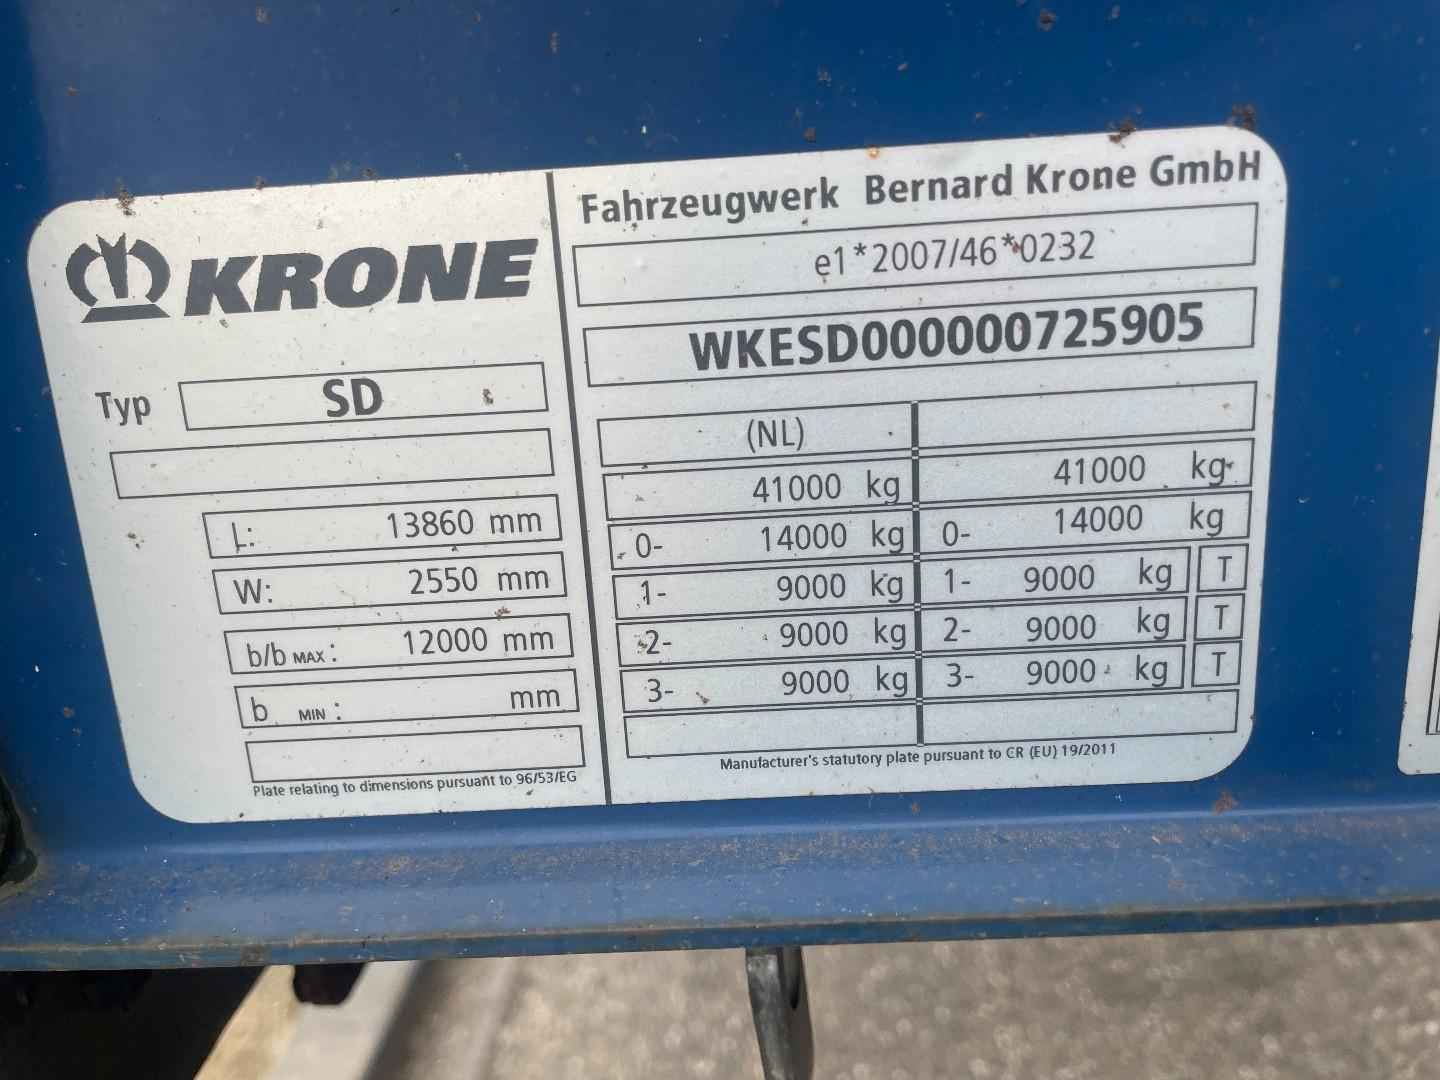 KRONE
Typ SD
L: 13860 mm
W: 2550 mm
b/b MAX : 12000 mm
b MIN : mm
Plate relating to dimensions pursuant to 96/53/EG
Fahrzeugwerk Bernard Krone GmbH
e1*2007/46*0232
WKESD000000725905
(NL)
41000 kg 41000 kg
0- 14000 kg 0- 14000 kg
1- 9000 kg 1- 9000 kg T
2- 9000 kg 2- 9000 kg T
3- 9000 kg 3- 9000 kg T
Manufacturer's statutory plate pursuant to CR (EU) 19/2011